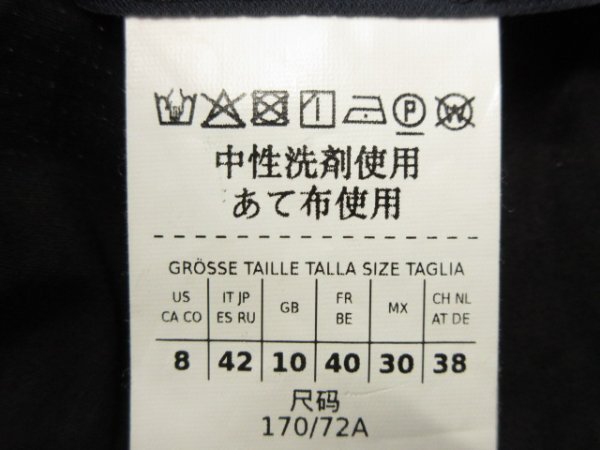 P W
中性洗剤使用
あて布使用
GRÖSSE TAILLE TALLA SIZE TAGLIA
US CA CO IT JP ES RU GB FR BE MX CH NL AT DE
8 42 10 40 30 38
尺码
170/72A